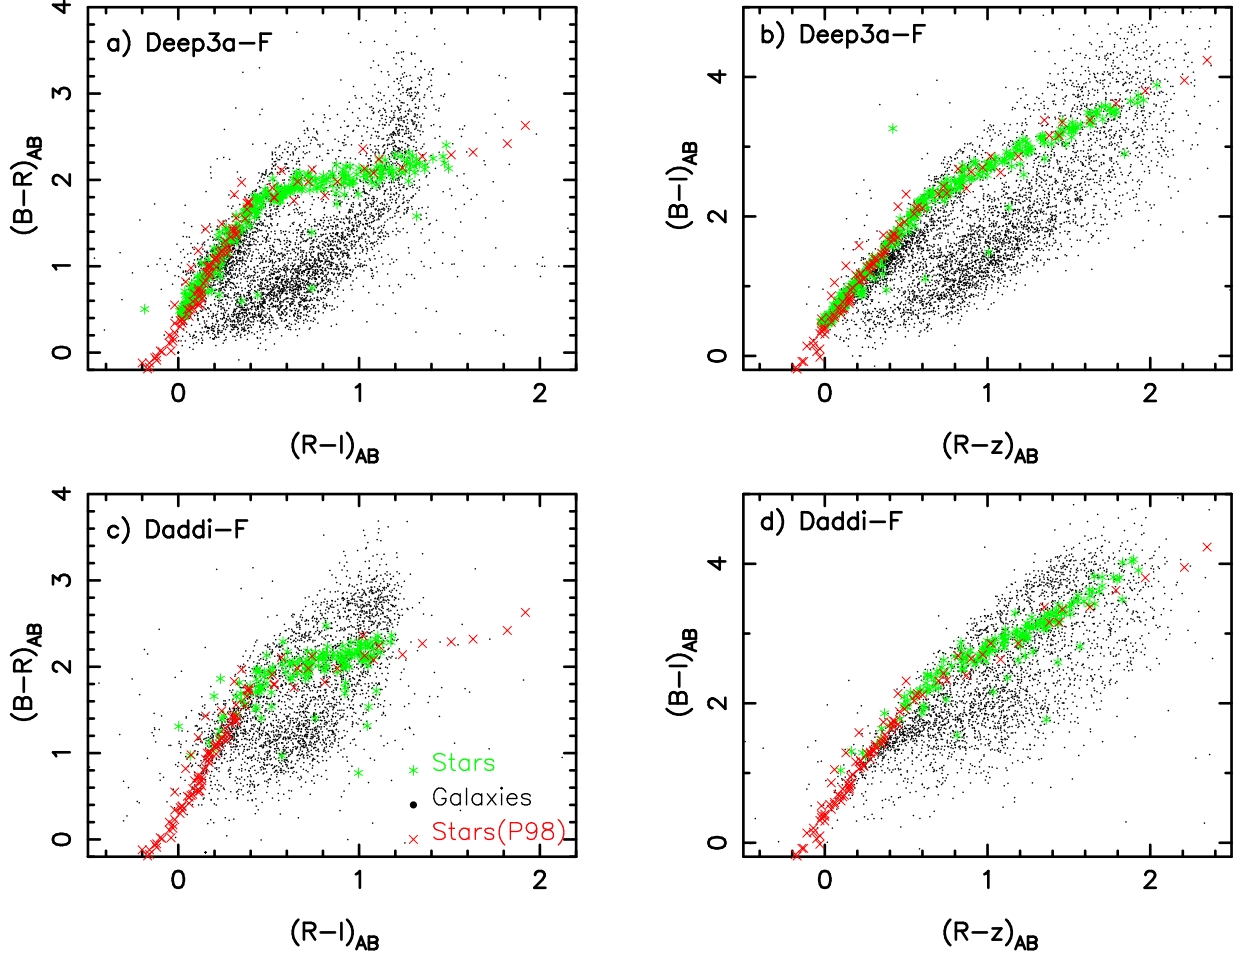 a) Deep3a-F
(B-R)AB
4
3
2
1
0
0 1 2
(R-I)AB
b) Deep3a-F
(B-I)AB
4
2
0
0 1 2
(R-z)AB
c) Daddi-F
(B-R)AB
4
3
2
1
0
Stars
Galaxies
Stars(P98)
0 1 2
(R-I)AB
d) Daddi-F
(B-I)AB
4
2
0
0 1 2
(R-z)AB